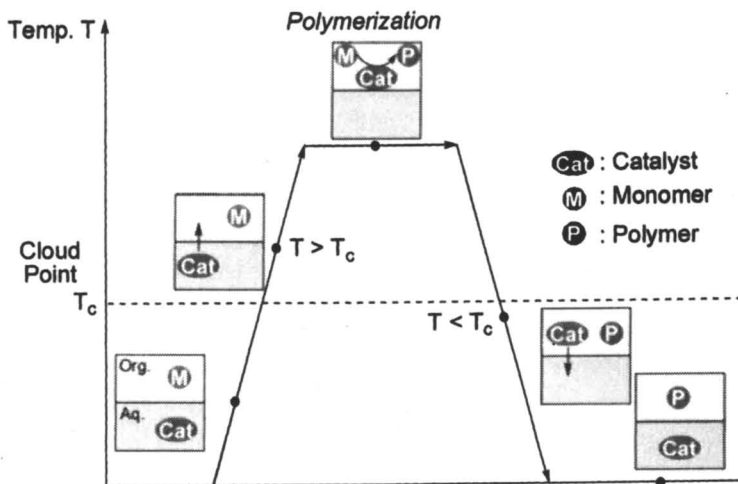 Temp. T
Polymerization
M
P
Cat
Cat : Catalyst
M : Monomer
P : Polymer
M
Cat
T > Tc
Cloud
Point
Tc
T < Tc
Cat
P
Org.
M
Aq.
Cat
P
Cat